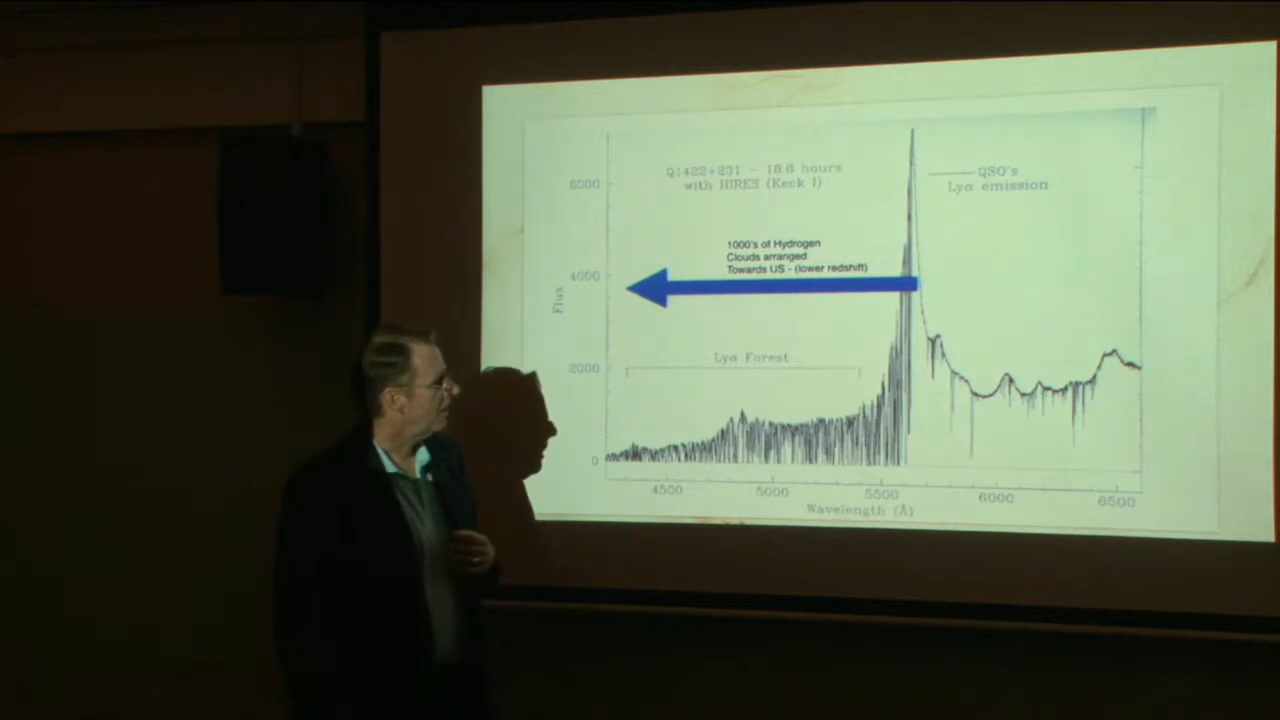 Q1422+231 – 18.8 hours
with HIRES (Keck I)
QSO's
Lyα emission
1000's of Hydrogen
Clouds arranged
Towards US - (lower redshift)
Lyα Forest
Flux
6000
4000
2000
0
4500
5000
5500
6000
6500
Wavelength (Å)